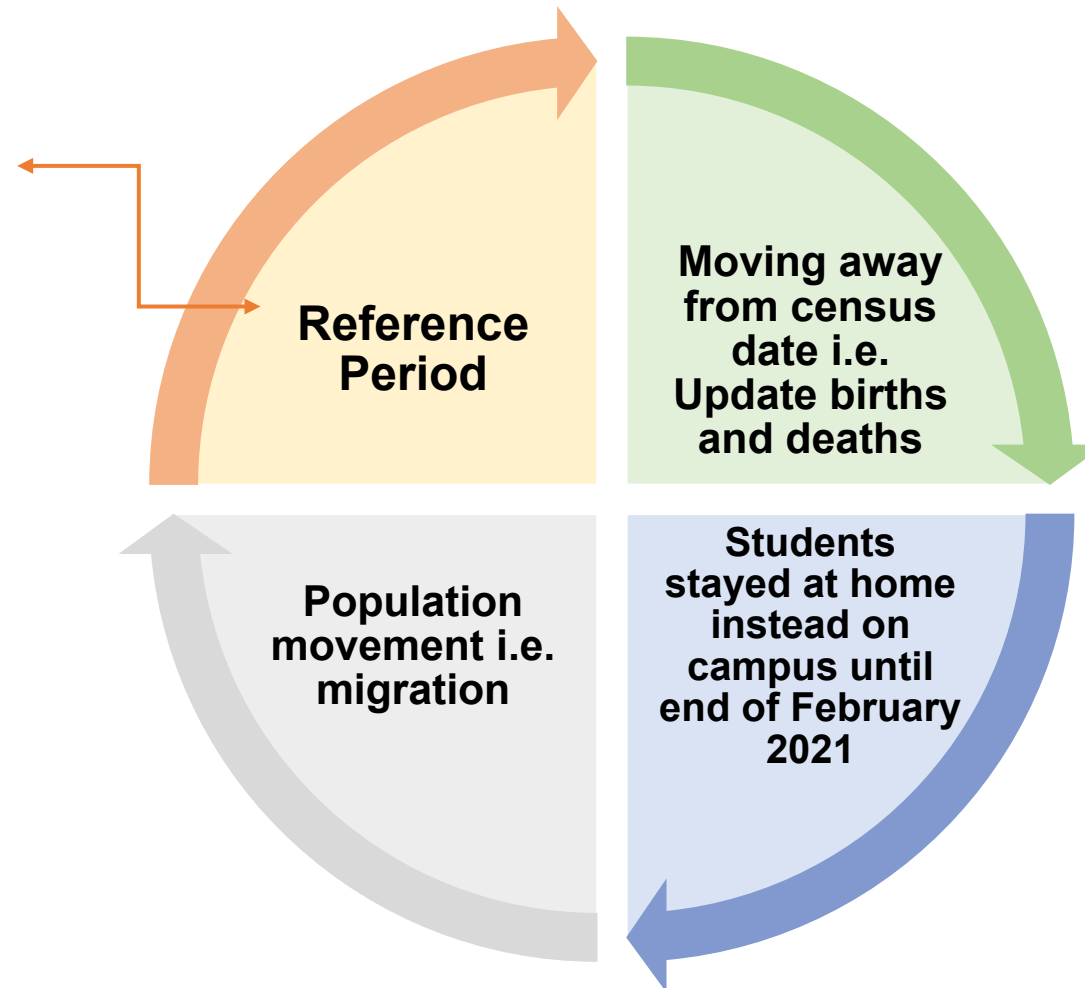 Reference
Period
Moving away
from census
date i.e.
Update births
and deaths
Students
stayed at home
instead on
campus until
end of February
2021
Population
movement i.e.
migration